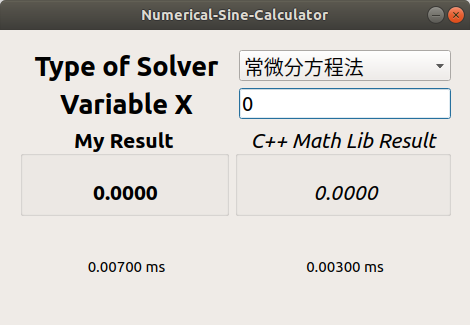 Numerical-Sine-Calculator
Type of Solver 常微分方程法
Variable X 0
My Result C++ Math Lib Result
0.0000 0.0000
0.00700 ms 0.00300 ms